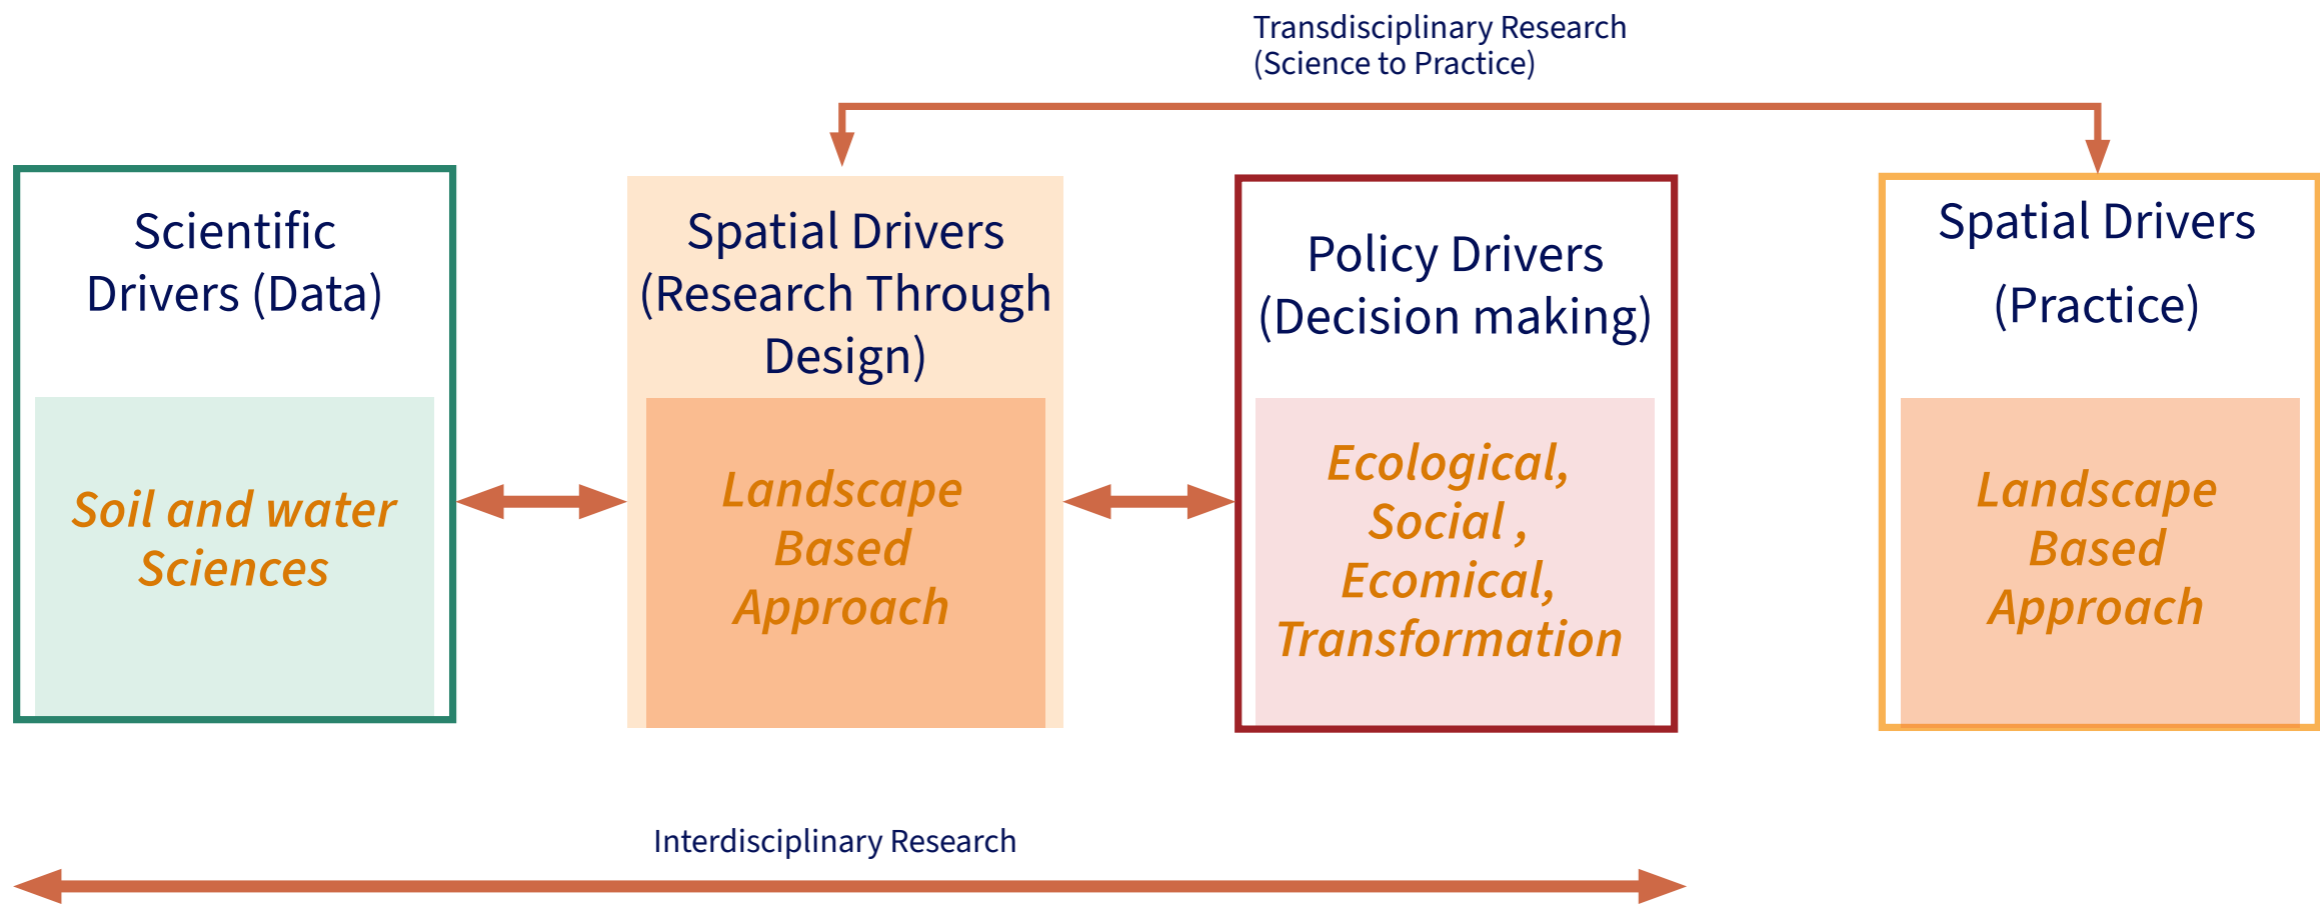 Transdisciplinary Research
(Science to Practice)
Scientific
Drivers (Data)
Soil and water
Sciences
Spatial Drivers
(Research Through
Design)
Landscape
Based
Approach
Policy Drivers
(Decision making)
Ecological,
Social ,
Ecomical,
Transformation
Spatial Drivers
(Practice)
Landscape
Based
Approach
Interdisciplinary Research